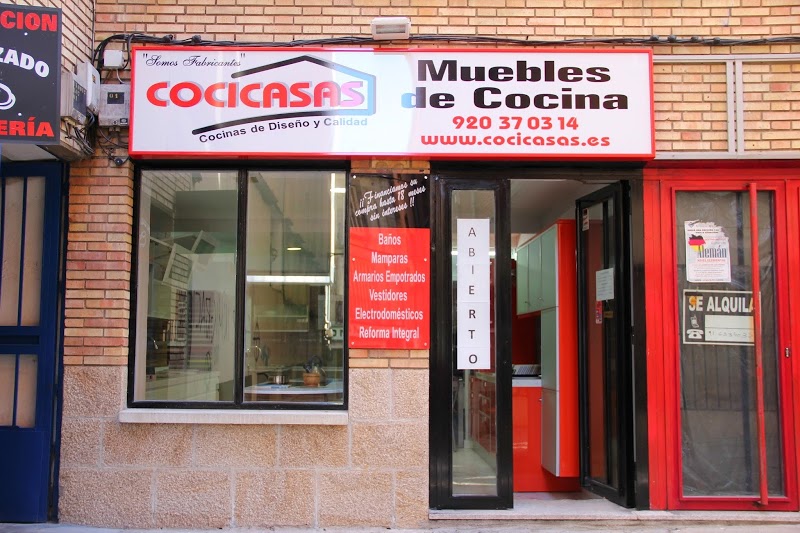 CION
ZADO
ERÍA
"Somos Fabricantes"
COCICASAS
Cocinas de Diseño y Calidad
Muebles
de Cocina
920 37 03 14
www.cocicasas.es
¡¡ Financiamos su
compra hasta 18 meses
sin intereses !!
Baños
Mamparas
Armarios Empotrados
Vestidores
Electrodomésticos
Reforma Integral
ABIERTO
Alemán
SE ALQUILA